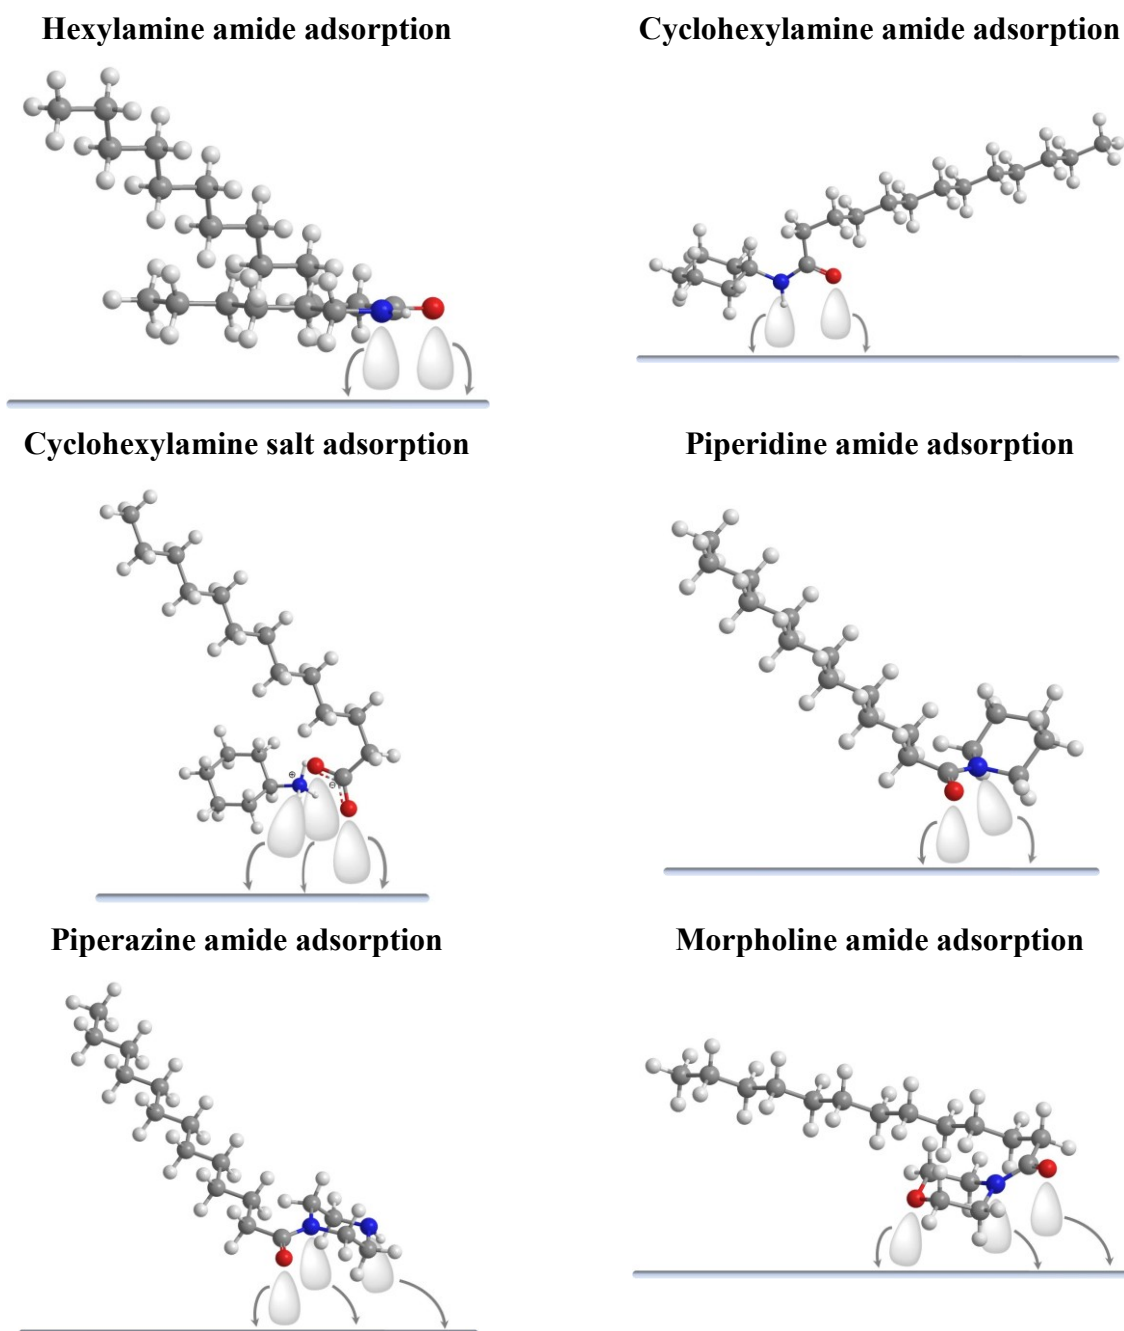 Hexylamine amide adsorption
Cyclohexylamine amide adsorption
Cyclohexylamine salt adsorption
Piperidine amide adsorption
⊕
⊖
Piperazine amide adsorption
Morpholine amide adsorption